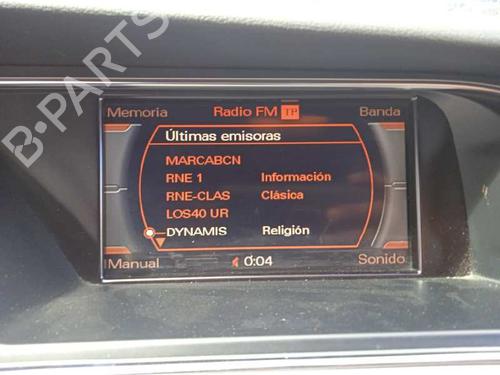 Memoria Radio FM TP Banda
Últimas emisoras
MARCABCN
RNE 1 Información
RNE-CLAS Clásica
LOS40 UR
DYNAMIS Religión
Manual 0:04 Sonido
B-PARTS